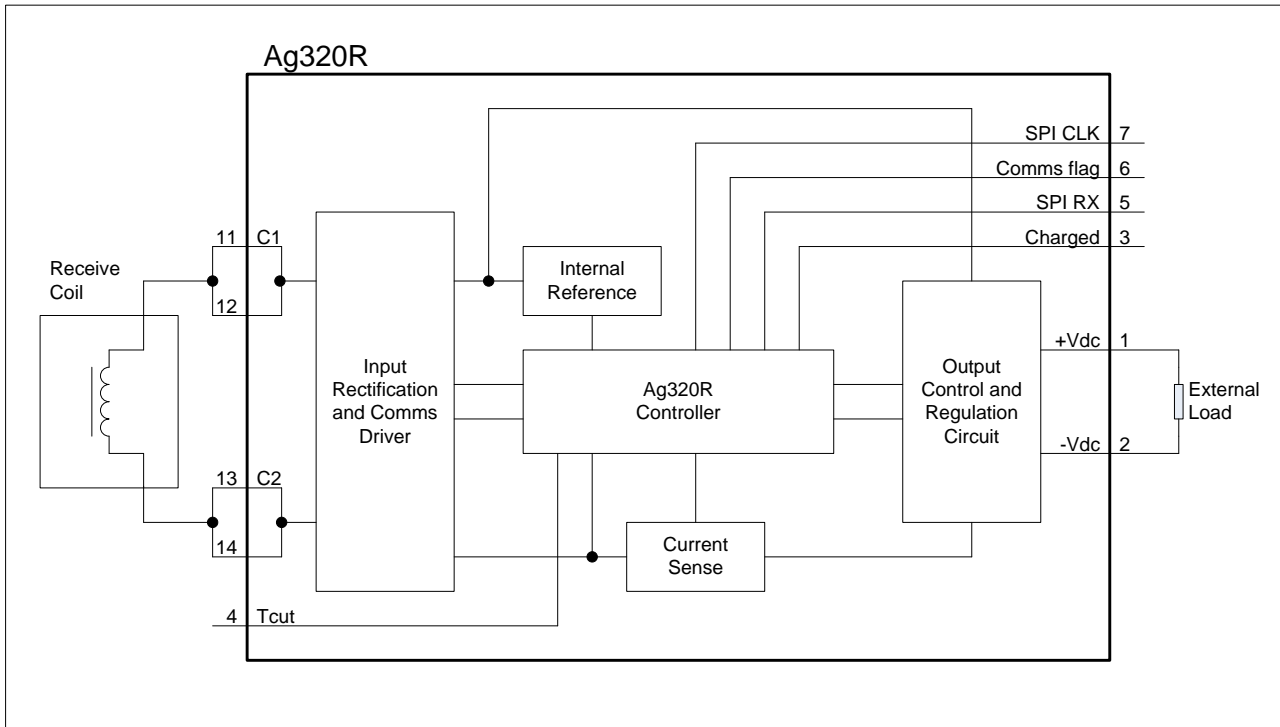 Ag320R
SPI CLK 7
Comms flag 6
SPI RX 5
Charged 3
11 C1
12
Receive
Coil
Internal
Reference
Input
Rectification
and Comms
Driver
Ag320R
Controller
Output
Control and
Regulation
Circuit
+Vdc 1
-Vdc 2
External
Load
13 C2
14
Current
Sense
4 Tcut